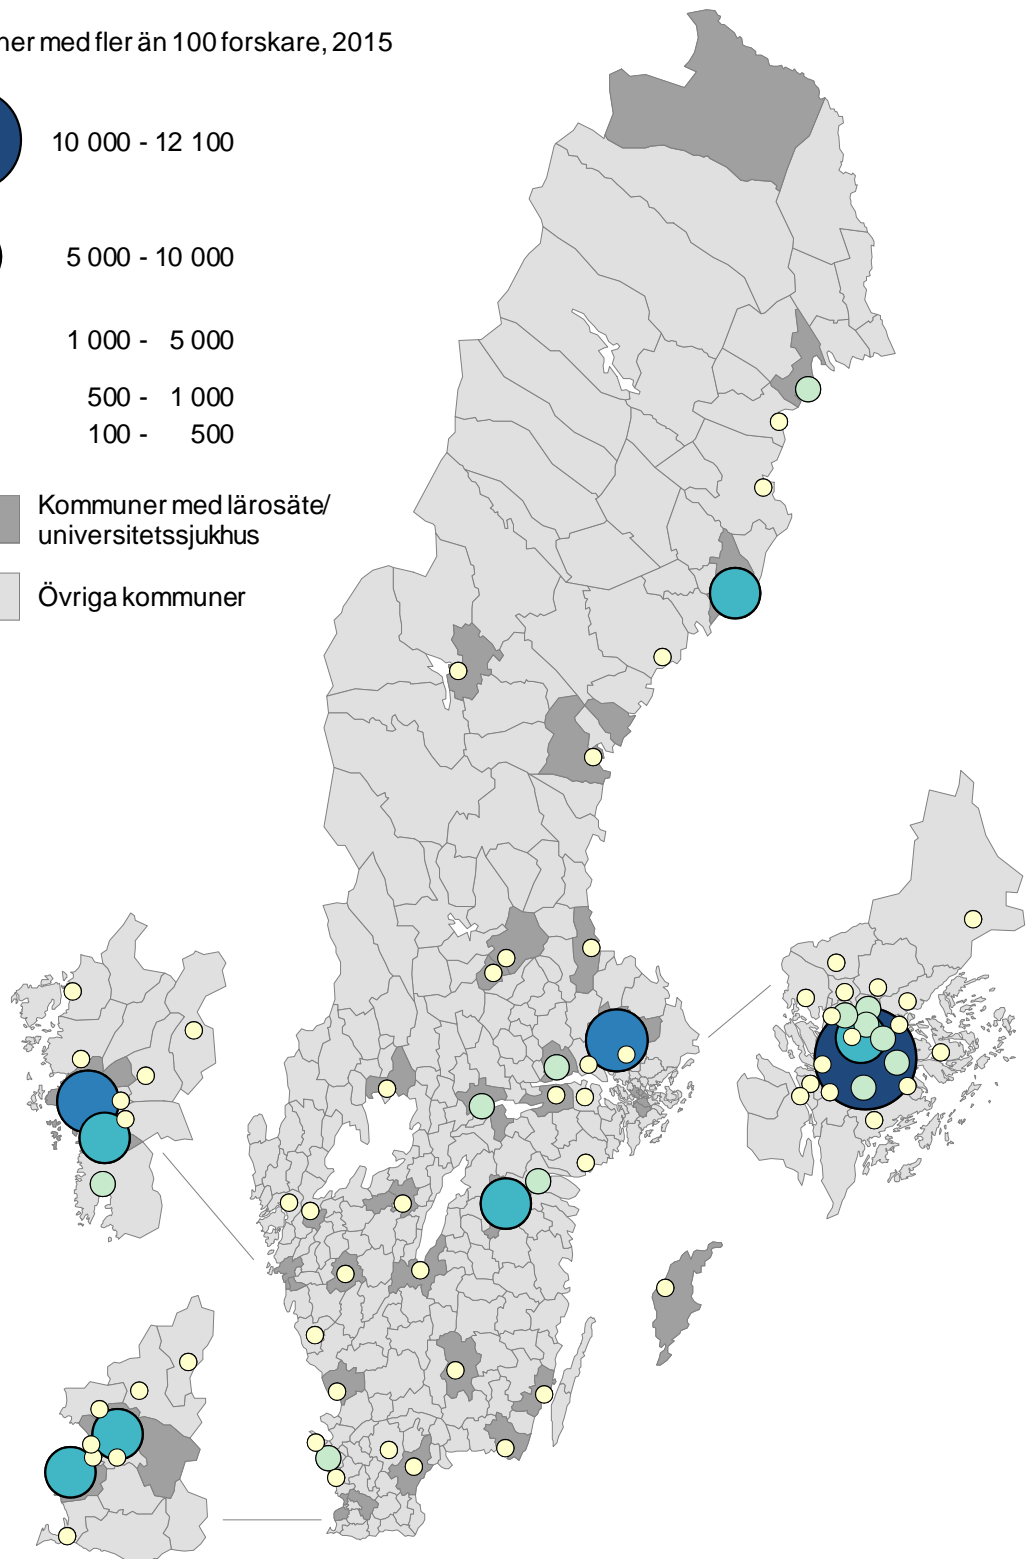 ner med fler än 100 forskare, 2015
10 000 - 12 100
5 000 - 10 000
1 000 - 5 000
500 - 1 000
100 - 500
Kommuner med lärosäte/
universitetssjukhus
Övriga kommuner